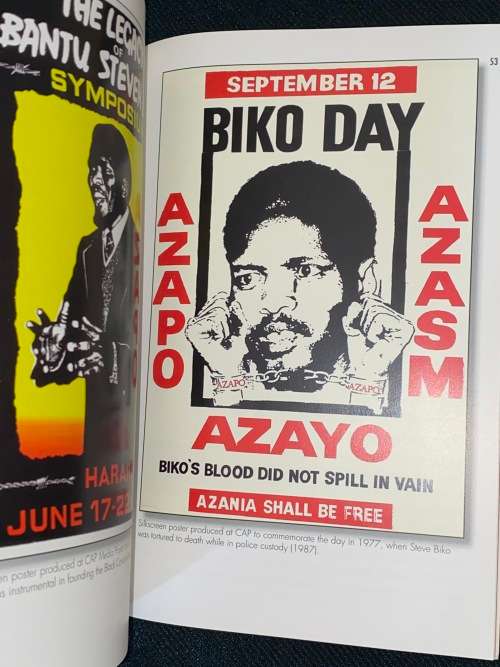 THE LEGACY
OF
BANTU STEVE
SYMPOSI
HARA
JUNE 17-2
een poster produced at CAP Media
s instrumental in founding the Black
53
SEPTEMBER 12
BIKO DAY
AZAPO
AZASM
AZAPO
AZAPO
AZAYO
BIKO'S BLOOD DID NOT SPILL IN VAIN
AZANIA SHALL BE FREE
Silkscreen poster produced at CAP to commemorate the day in 1977, when Steve Biko
was tortured to death while in police custody (1987).